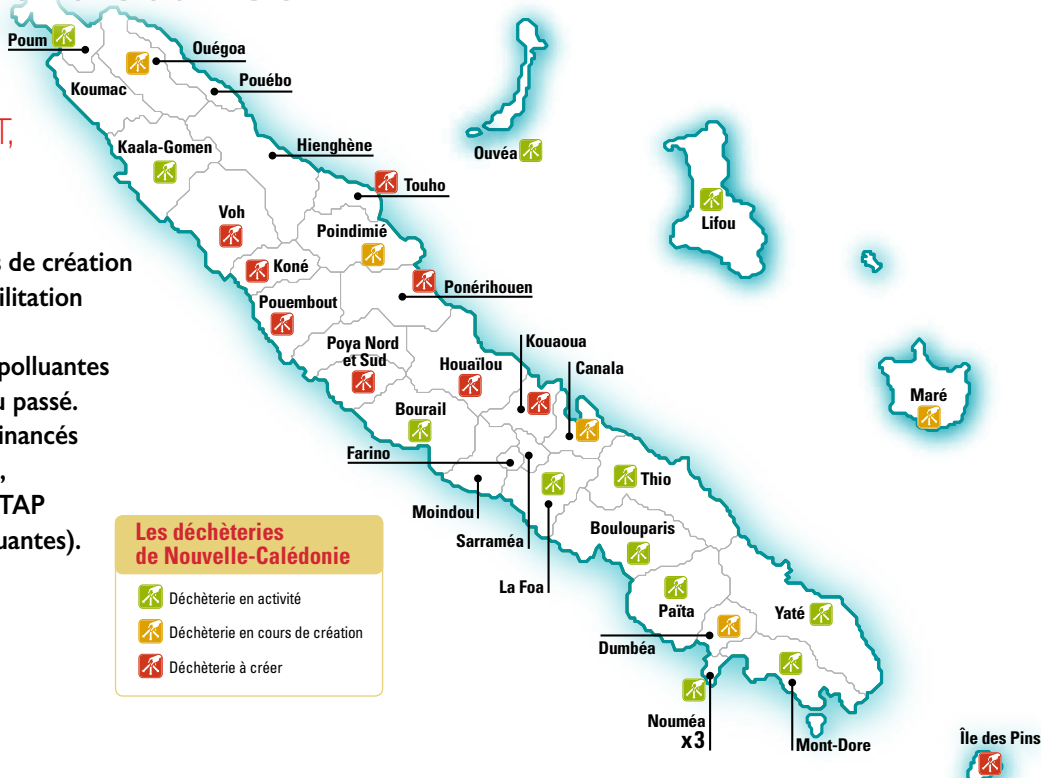 Poum
Ouégoa
Koumac
Pouébo
T,
Kaala-Gomen
Hienghène
Ouvéa
Touho
Lifou
Voh
Poindimié
de création
Koné
ilitation
Ponérihouen
Pouembout
Poya Nord
et Sud
Kouaoua
polluantes
Houaïlou
Canala
u passé.
Maré
Bourail
inancés
Farino
,
Thio
TAP
Moindou
uantes).
Les déchèteries
de Nouvelle-Calédonie
Boulouparis
Sarraméa
La Foa
Déchèterie en activité
Païta
Yaté
Déchèterie en cours de création
Dumbéa
Déchèterie à créer
Nouméa
x3
Mont-Dore
Île des Pins